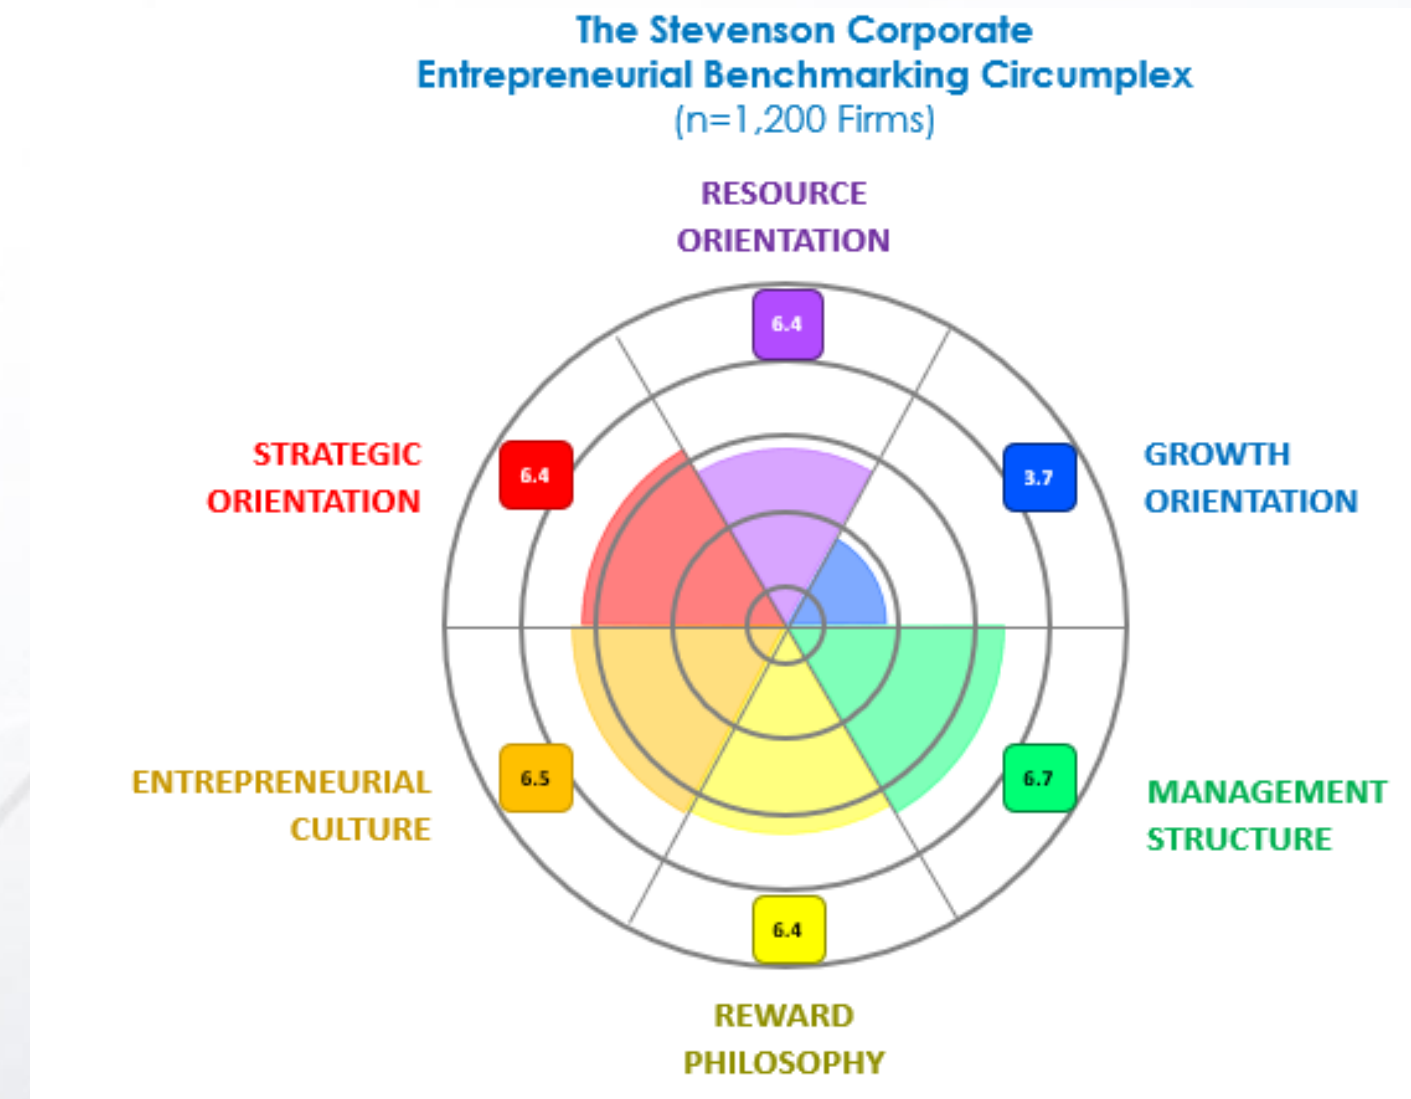 The Stevenson Corporate
Entrepreneurial Benchmarking Circumplex
(n=1,200 Firms)
RESOURCE
ORIENTATION
6.4
STRATEGIC
ORIENTATION
6.4
3.7
GROWTH
ORIENTATION
ENTREPRENEURIAL
CULTURE
6.5
6.7
MANAGEMENT
STRUCTURE
6.4
REWARD
PHILOSOPHY